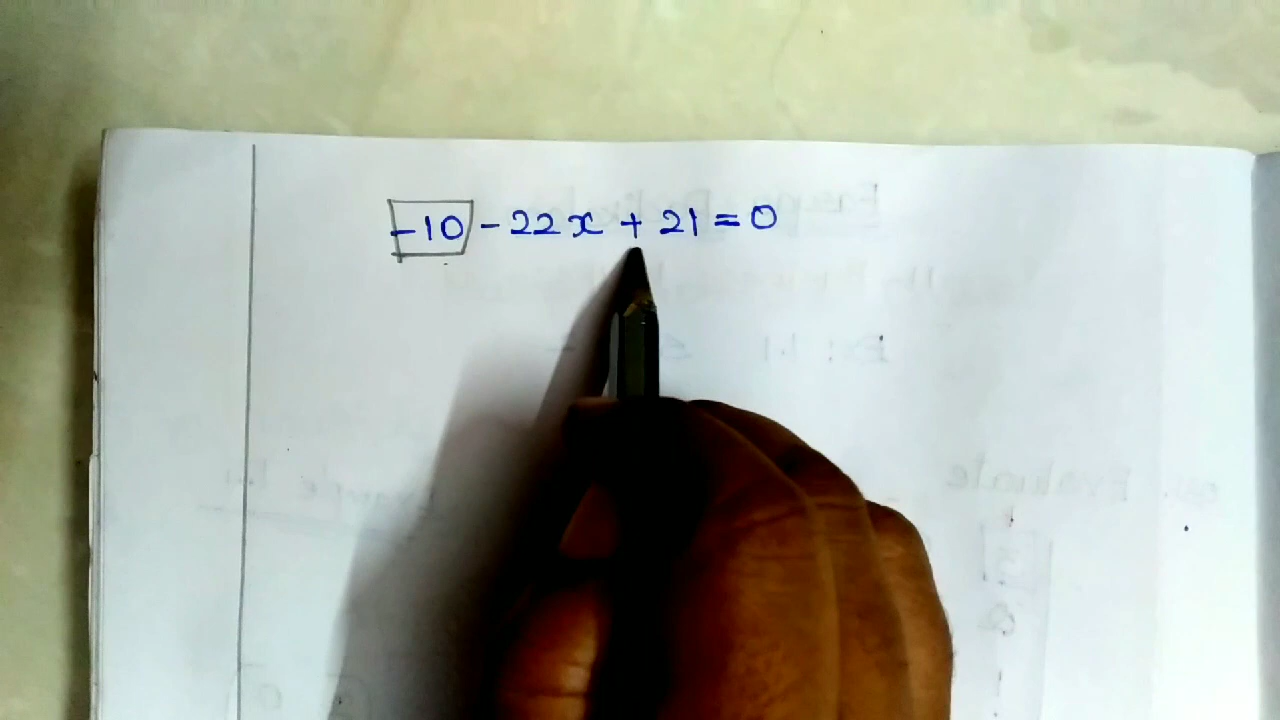 -10 - 22x + 21 = 0